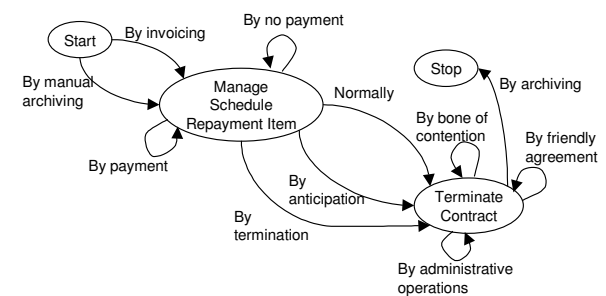 Start
By invoicing
By no payment
By manual
archiving
Manage
Schedule
Repayment Item
Normally
Stop
By archiving
By bone of
contention
By friendly
agreement
By payment
By
anticipation
Terminate
Contract
By
termination
By administrative
operations